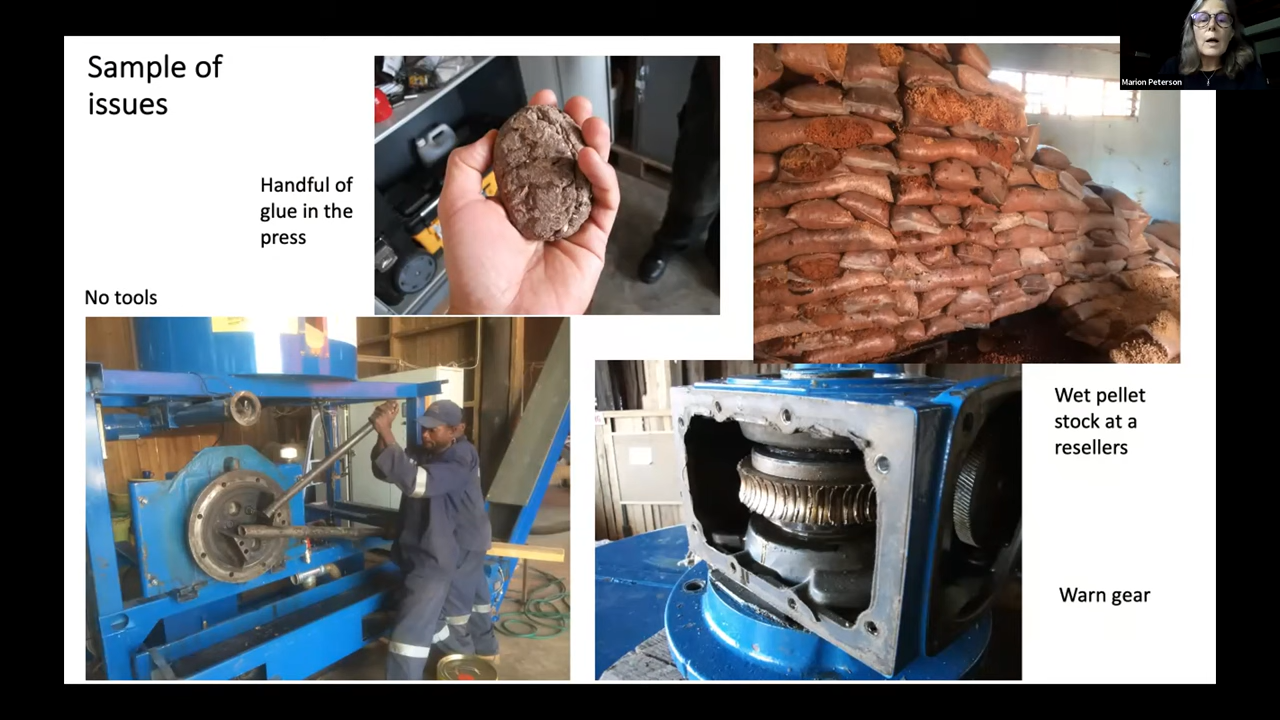 Sample of
issues
Marion Peterson
Handful of
glue in the
press
No tools
Wet pellet
stock at a
resellers
Warn gear